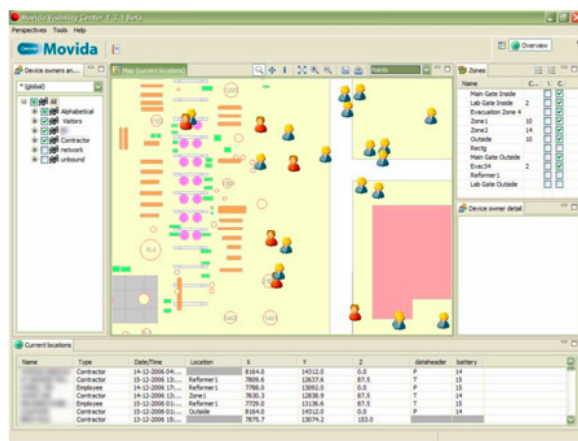 Movida Visibility Center 1.3.1 Beta
Perspectives Tools Help
Movida
Overview
Device owners an...
Map (current locations)
Points
Zones
* (global)
Name C... \ C..
All
Alphabetical
Visitors
Contractor
network
unbound
Main Gate Inside
Lab Gate Inside 2
Evacuation Zone 4
Zone1 10
Zone2 14
Outside 10
Rectg
Main Gate Outside
Evac34 2
Reformer1
Lab Gate Outside
Device owner detail
Current locations
Name Type Date/Time Location X Y Z dataheader battery
Contractor 14-12-2006 04:... 8164.0 14312.0 0.0 P 14
Contractor 15-12-2006 13:... Reformer1 7809.6 12637.6 87.5 T 15
Employee 14-12-2006 17:... Reformer1 7788.0 13092.0 0.0 P 15
Contractor 14-12-2006 13:... Zone1 7630.3 12838.9 87.5 T 14
Employee 15-12-2006 00:... Reformer1 7729.0 13136.6 87.5 T 15
Contractor 15-12-2006 01:... Outside 8164.0 14312.0 0.0 P 14
Contractor 13-12-2006 15:... 7875.7 13074.2 153.0